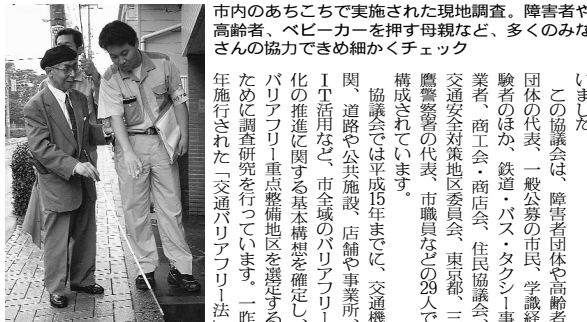 市内のあちこちで実施された現地調査。障害者や
高齢者、ベビーカーを押す母親など、多くのみな
さんの協力できめ細かくチェック
いました
この協議会は、障害者団体や高齢者
団体の代表、一般公募の市民、学識経
験者のほか、鉄道・バス・タクシー事
業者、商工会・商店会、住民協議会、
交通安全対策地区委員会、東京都、三
鷹警察署の代表、市職員などの29人で
構成されています。
協議会では平成15年までに、交通機
関、道路や公共施設、店舗や事業所、
IT活用など、市全域のバリアフリー
化の推進に関する基本構想を確定し、
バリアフリー重点整備地区を選定する
ために調査研究を行っています。一昨
年施行された「交通バリアフリー法」